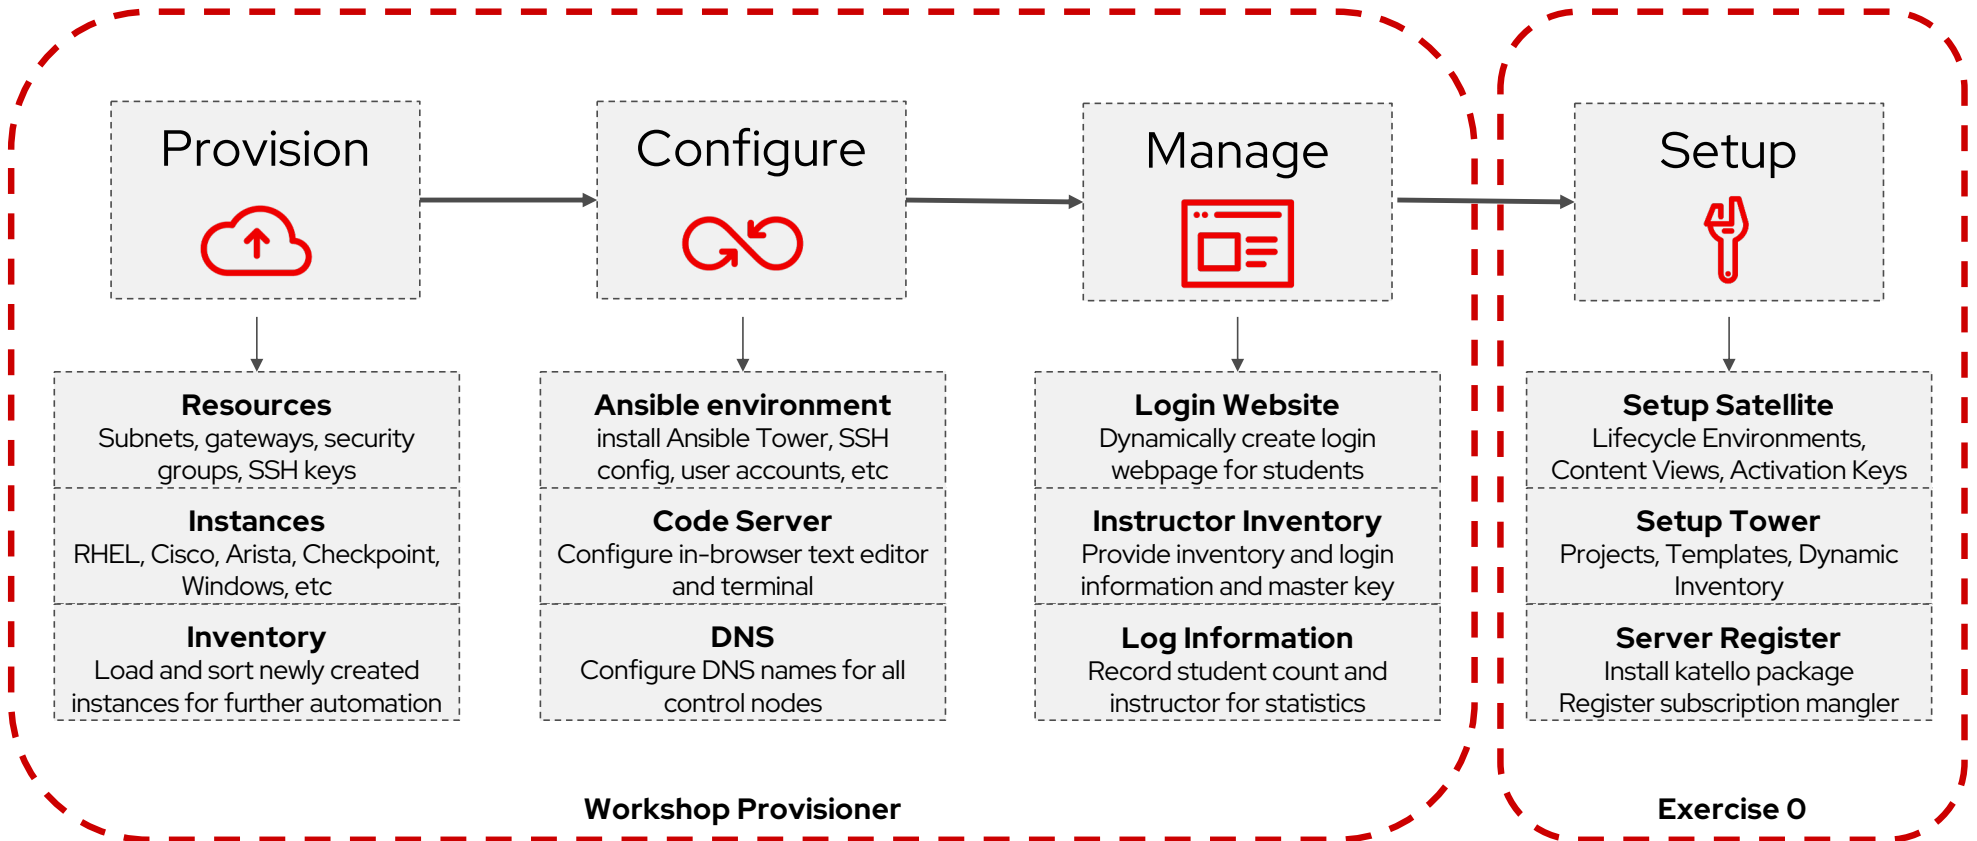 Provision
Configure
Manage
Setup
Resources
Subnets, gateways, security
groups, SSH keys
Instances
RHEL, Cisco, Arista, Checkpoint,
Windows, etc
Inventory
Load and sort newly created
instances for further automation
Ansible environment
install Ansible Tower, SSH
config, user accounts, etc
Code Server
Configure in-browser text editor
and terminal
DNS
Configure DNS names for all
control nodes
Login Website
Dynamically create login
webpage for students
Instructor Inventory
Provide inventory and login
information and master key
Log Information
Record student count and
instructor for statistics
Setup Satellite
Lifecycle Environments,
Content Views, Activation Keys
Setup Tower
Projects, Templates, Dynamic
Inventory
Server Register
Install katello package
Register subscription mangler
Workshop Provisioner
Exercise 0